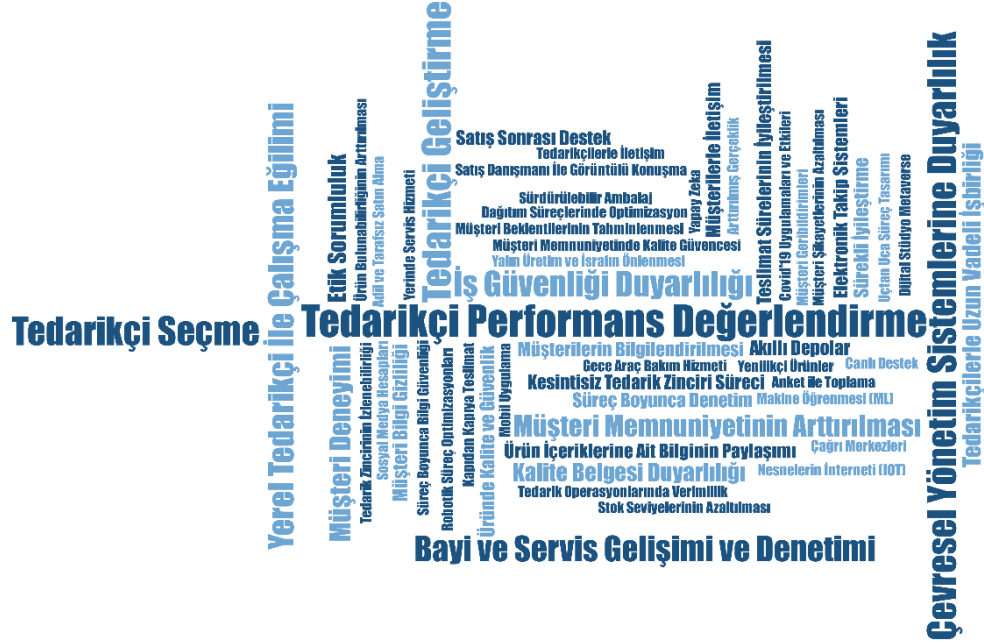 Tedarikçi Seçme
Yerel Tedarikçi İle Çalışma Eğilimi
Etik Sorumluluk
Ürün Bulunabilirliğinin Arttırılması
Adil ve Tarafsız Satın Alma
Yerinde Servis Hizmeti
Tedarikçi Geliştirme
Satış Sonrası Destek
Tedarikçilerle İletişim
Satış Danışmanı İle Görüntülü Konuşma
Sürdürülebilir Ambalaj
Dağıtım Süreçlerinde Optimizasyon
Müşteri Beklentilerinin Tahminlenmesi
Müşteri Memnuniyetinde Kalite Güvencesi
Yalın Üretim ve İsrafın Önlenmesi
İş Güvenliği Duyarlılığı
Yapay Zeka
Müşterilerle İletişim
Arttırılmış Gerçeklik
Teslimat Sürelerinin İyileştirilmesi
Covid'19 Uygulamaları ve Etkileri
Müşteri Geribildirimleri
Müşteri Şikayetlerinin Azaltılması
Elektronik Takip Sistemleri
Sürekli İyileştirme
Uçtan Uca Süreç Tasarımı
Dijital Stüdyo Metaverse
Çevresel Yönetim Sistemlerine Duyarlılık
Tedarikçilerle Uzun Vadeli İşbirliği
Tedarikçi Performans Değerlendirme
Müşteri Deneyimi
Tedarik Zincirinin İzlenebilirliği
Sosyal Medya Hesapları
Müşteri Bilgi Gizliliği
Süreç Boyunca Bilgi Güvenliği
Robotik Süreç Optimizasyonları
Kapıdan Kapıya Teslimat
Üründe Kalite ve Güvenlik
Mobil Uygulama
Müşterilerin Bilgilendirilmesi
Akıllı Depolar
Gece Araç Bakım Hizmeti
Yenilikçi Ürünler
Canlı Destek
Kesintisiz Tedarik Zinciri Süreci
Anket ile Toplama
Süreç Boyunca Denetim
Makine Öğrenmesi (ML)
Müşteri Memnuniyetinin Arttırılması
Ürün İçeriklerine Ait Bilginin Paylaşımı
Çağrı Merkezleri
Kalite Belgesi Duyarlılığı
Nesnelerin İnterneti (IOT)
Tedarik Operasyonlarında Verimlilik
Stok Seviyelerinin Azaltılması
Bayi ve Servis Gelişimi ve Denetimi